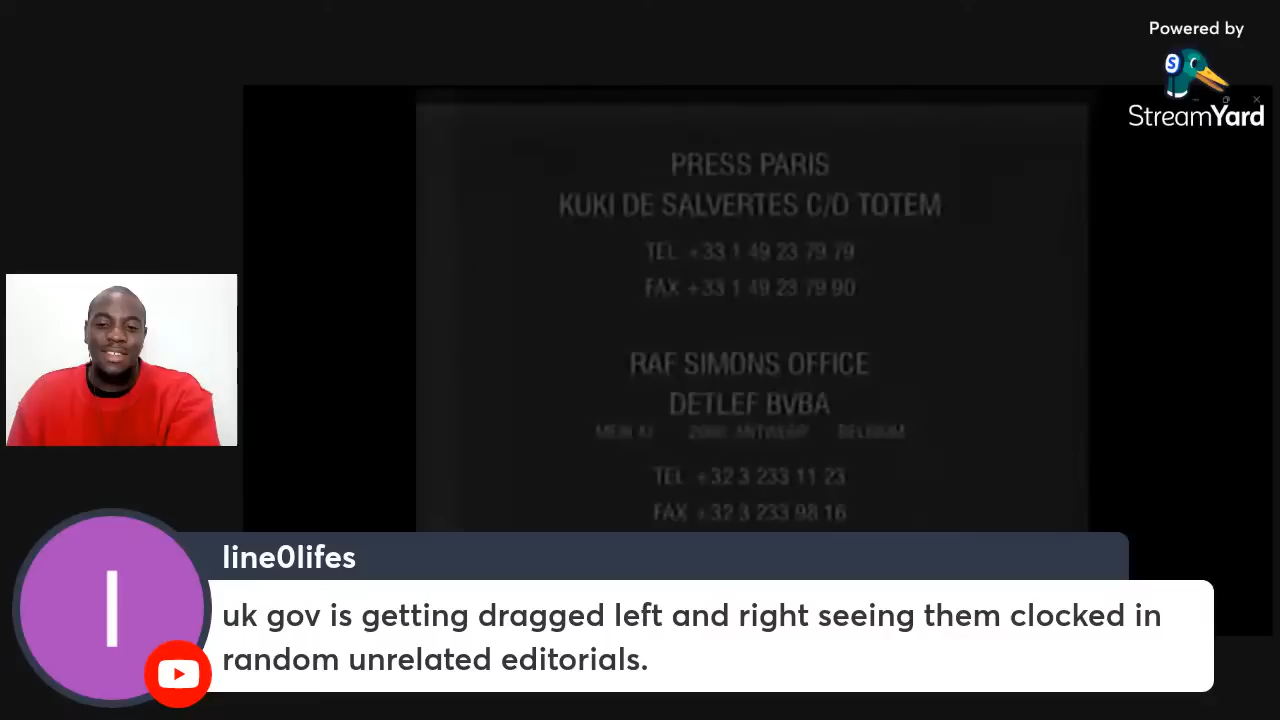 Powered by
StreamYard
PRESS PARIS
KUKI DE SALVERTES C/O TOTEM
TEL +33 1 49 23 79 79
FAX +33 1 49 23 79 90
RAF SIMONS OFFICE
DETLEF BVBA
ANTWERP BELGIUM
TEL +32 3 233 11 23
FAX +32 3 233 98 16
line0lifes
uk gov is getting dragged left and right seeing them clocked in
random unrelated editorials.